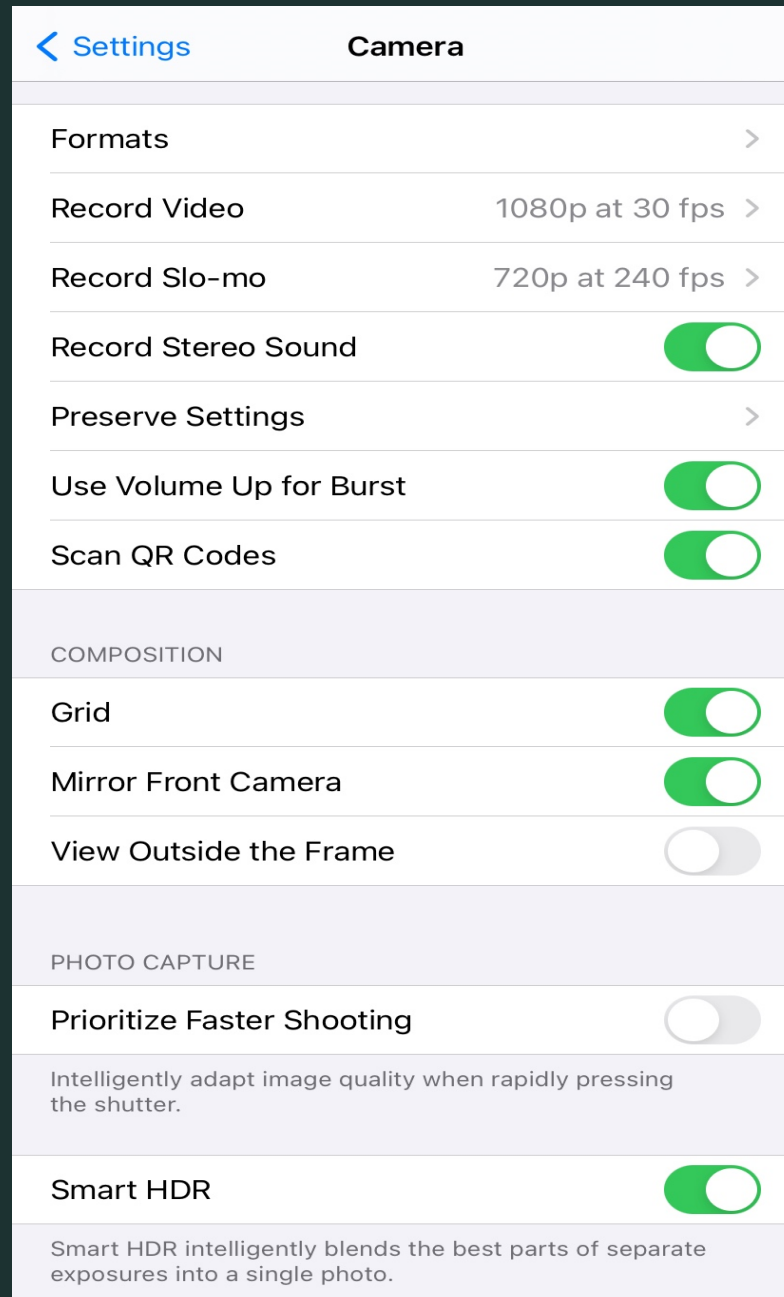 Settings
Camera
Formats
Record Video 1080p at 30 fps
Record Slo-mo 720p at 240 fps
Record Stereo Sound
Preserve Settings
Use Volume Up for Burst
Scan QR Codes
COMPOSITION
Grid
Mirror Front Camera
View Outside the Frame
PHOTO CAPTURE
Prioritize Faster Shooting
Intelligently adapt image quality when rapidly pressing
the shutter.
Smart HDR
Smart HDR intelligently blends the best parts of separate
exposures into a single photo.